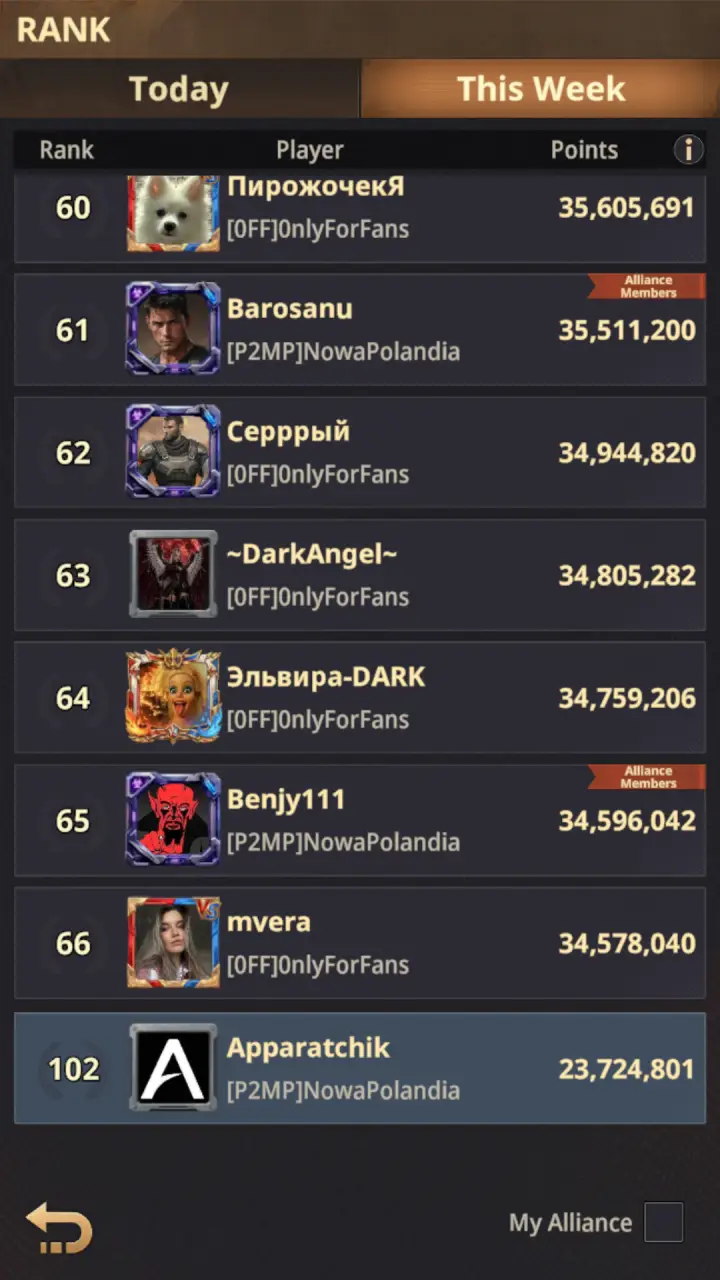 RANK
Today
This Week
Rank
Player
Points
i
60
ПирожочекЯ
[0FF]0nlyForFans
35,605,691
61
Barosanu
[P2MP]NowaPolandia
Alliance
Members
35,511,200
62
Серррый
[0FF]0nlyForFans
34,944,820
63
~DarkAngel~
[0FF]0nlyForFans
34,805,282
64
Эльвира-DARK
[0FF]0nlyForFans
34,759,206
65
Benjy111
[P2MP]NowaPolandia
Alliance
Members
34,596,042
66
VS
mvera
[0FF]0nlyForFans
34,578,040
102
A
Apparatchik
[P2MP]NowaPolandia
23,724,801
My Alliance